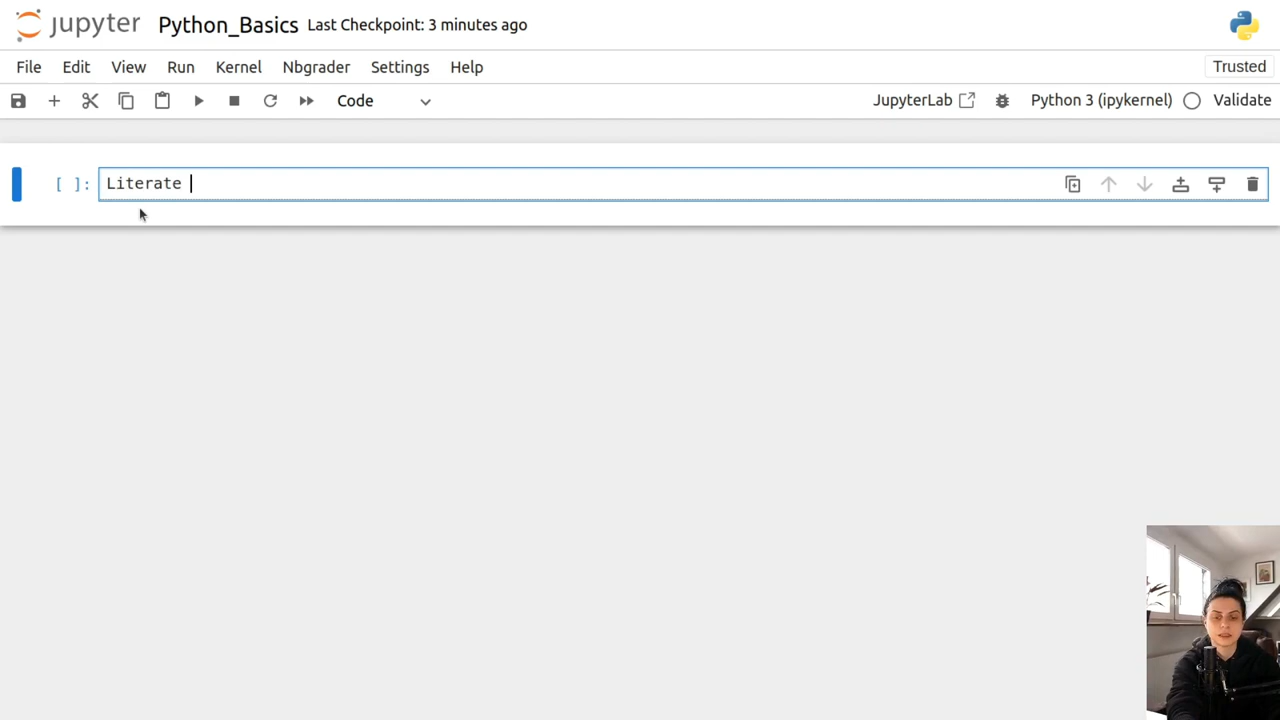 jupyter Python_Basics Last Checkpoint: 3 minutes ago
File Edit View Run Kernel Nbgrader Settings Help Trusted
Code JupyterLab Python 3 (ipykernel) Validate
[ ]: Literate